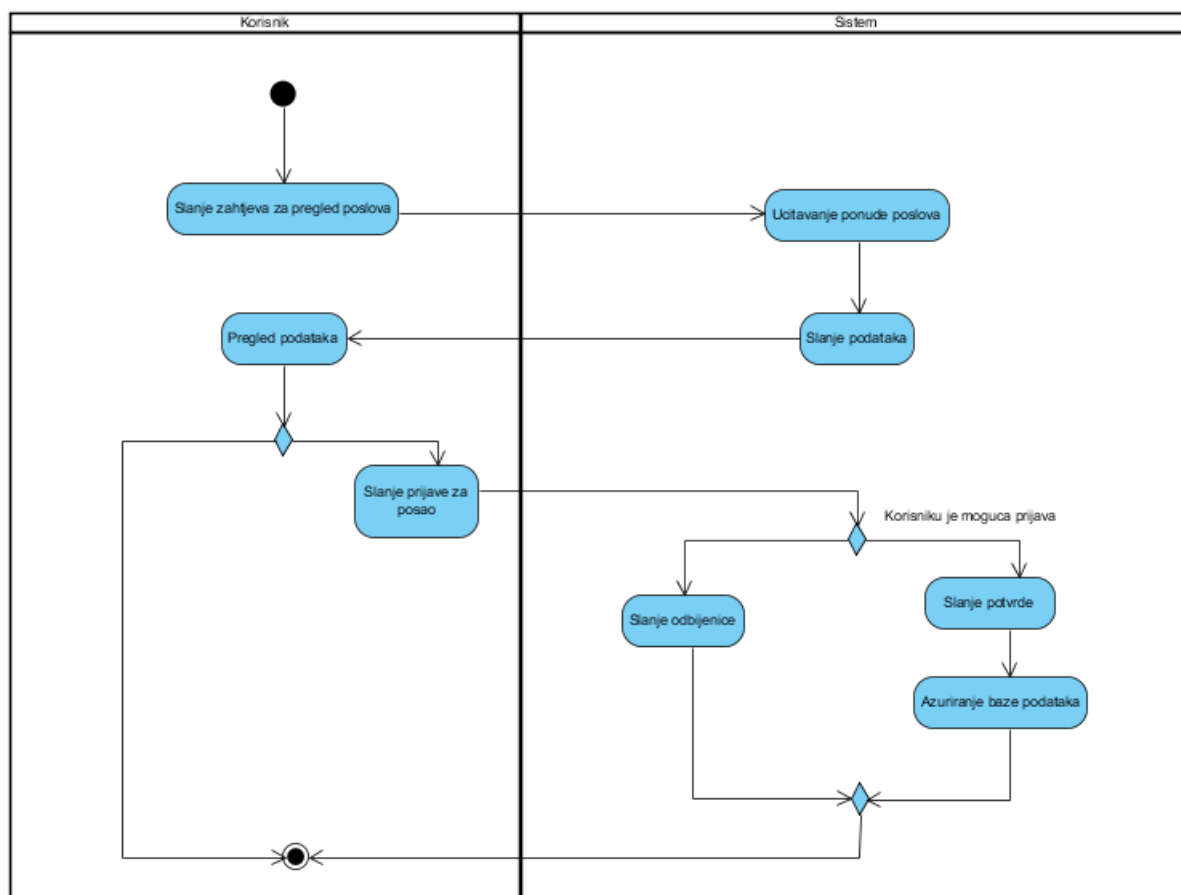 Korisnik
Sistem
Slanje zahtjeva za pregled poslova
Ucitavanje ponude poslova
Pregled podataka
Slanje podataka
Slanje prijave za
posao
Korisniku je moguca prijava
Slanje odbijenice
Slanje potvrde
Azuriranje baze podataka